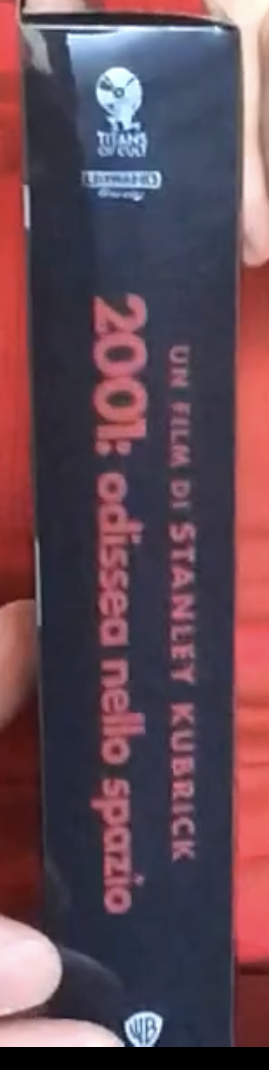 TITANS
OF CULT
4K ULTRA HD
Blu-ray
UN FILM DI STANLEY KUBRICK
2001: odissea nello spazio
WB